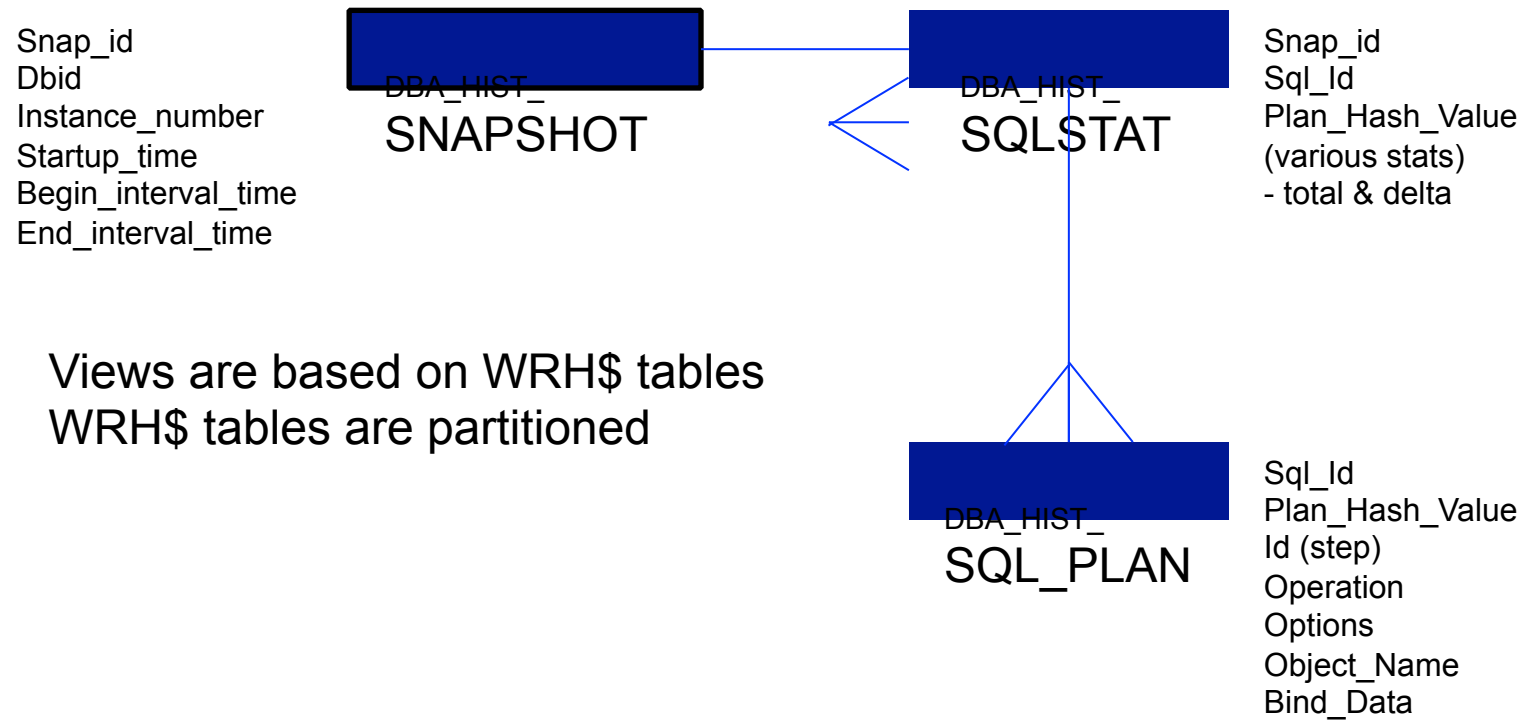 Snap_id
Dbid
Instance_number
Startup_time
Begin_interval_time
End_interval_time
DBA_HIST_
SNAPSHOT
DBA_HIST_
SQLSTAT
Snap_id
Sql_Id
Plan_Hash_Value
(various stats)
- total & delta
Views are based on WRH$ tables
WRH$ tables are partitioned
DBA_HIST_
SQL_PLAN
Sql_Id
Plan_Hash_Value
Id (step)
Operation
Options
Object_Name
Bind_Data